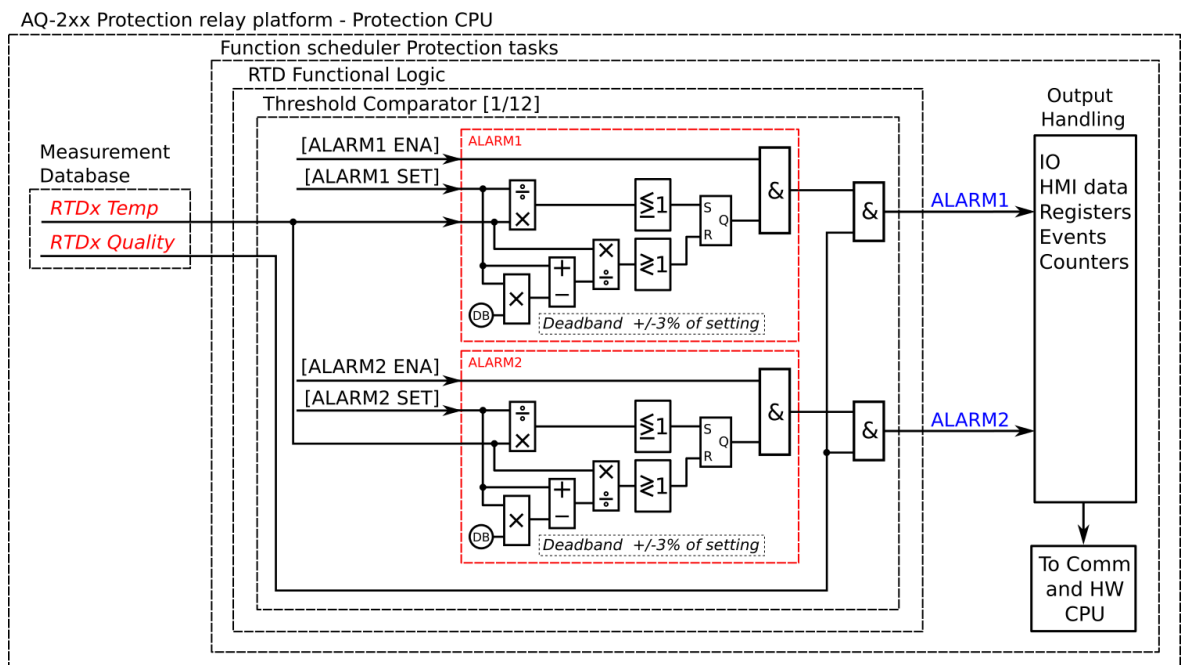 AQ-2xx Protection relay platform - Protection CPU
Function scheduler Protection tasks
RTD Functional Logic
Threshold Comparator [1/12]
Measurement
Database
RTDx Temp
RTDx Quality
[ALARM1 ENA]
[ALARM1 SET]
ALARM1
÷
×
≤
≥1
S
Q
R
&
&
×
÷
≷1
+
−
×
DB
Deadband +/-3% of setting
ALARM1
[ALARM2 ENA]
[ALARM2 SET]
ALARM2
÷
×
≤
≥1
S
Q
R
&
&
×
÷
≷1
+
−
×
DB
Deadband +/-3% of setting
ALARM2
Output
Handling
IO
HMI data
Registers
Events
Counters
To Comm
and HW
CPU